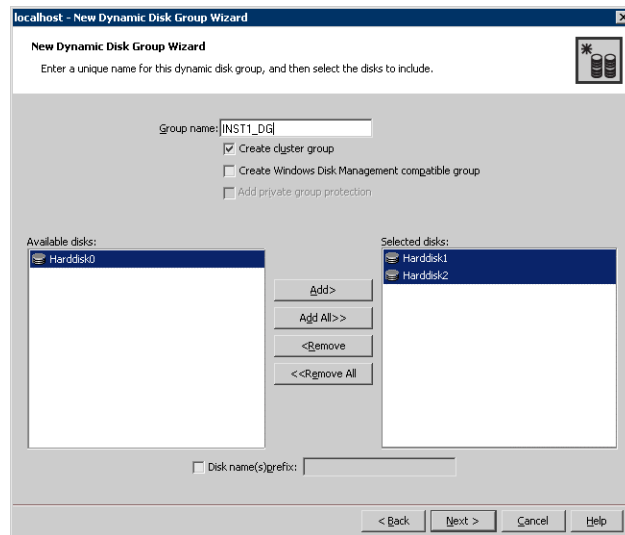 localhost - New Dynamic Disk Group Wizard
New Dynamic Disk Group Wizard
Enter a unique name for this dynamic disk group, and then select the disks to include.
Group name: INST1_DG
Create cluster group
Create Windows Disk Management compatible group
Add private group protection
Available disks:
Selected disks:
Harddisk0
Harddisk1
Harddisk2
Add>
Add All>>
<Remove
<<Remove All
Disk name(s)prefix:
< Back
Next >
Cancel
Help